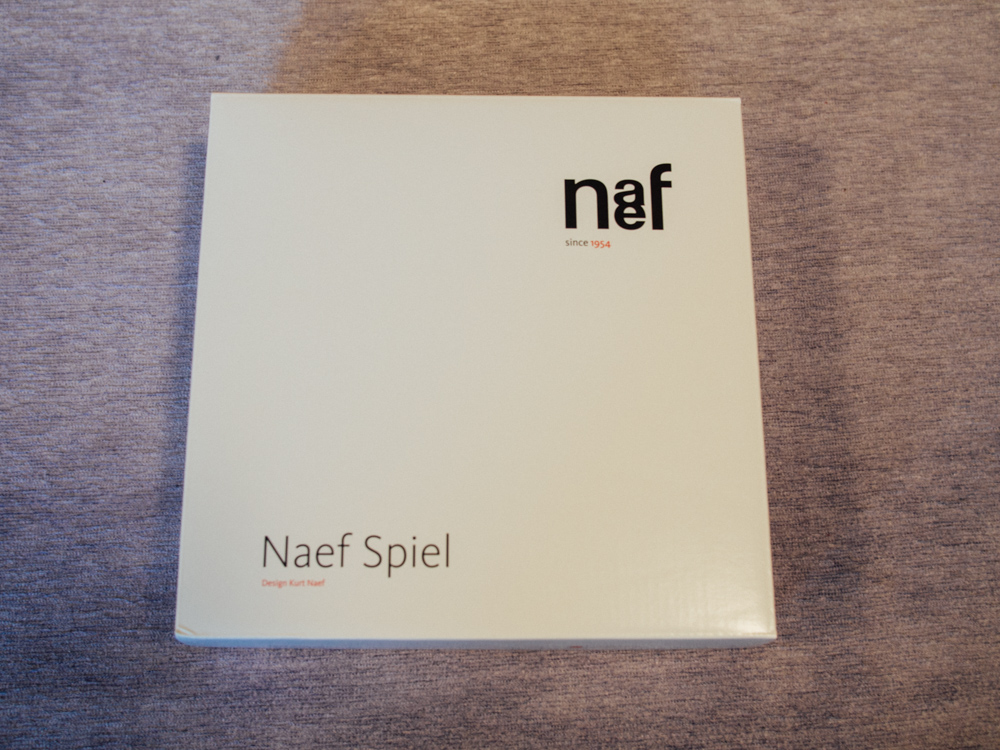 naef
since 1954
Naef Spiel
Design Kurt Naef